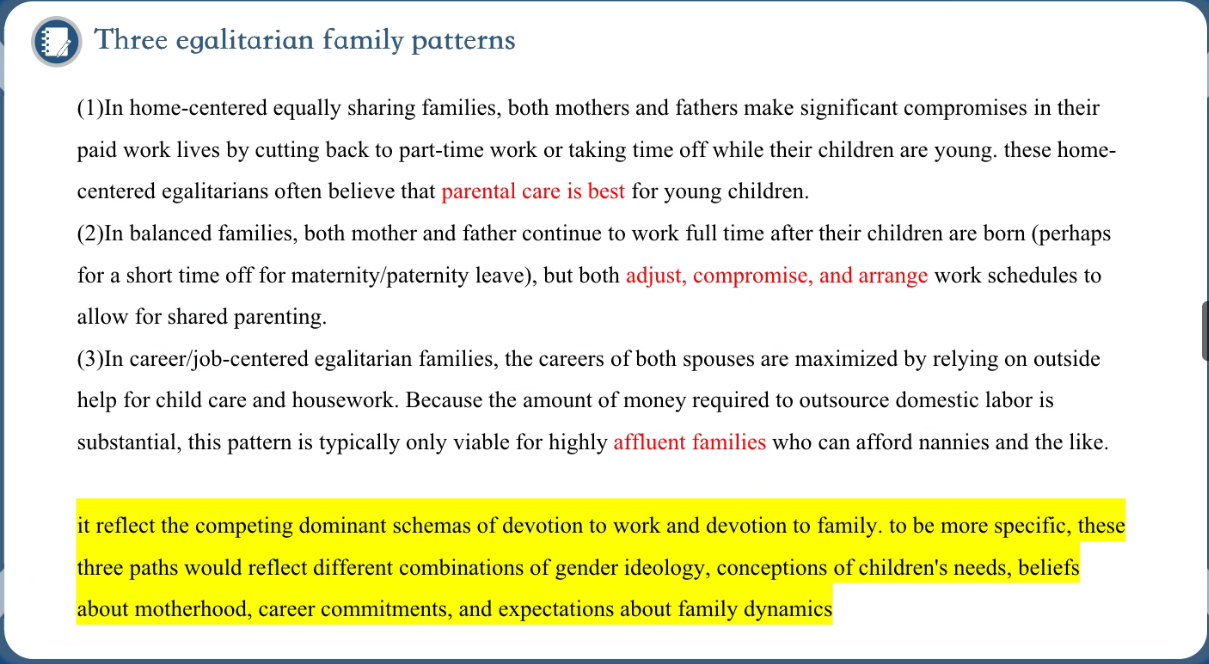 Three egalitarian family patterns
(1)In home-centered equally sharing families, both mothers and fathers make significant compromises in their
paid work lives by cutting back to part-time work or taking time off while their children are young. these home-
centered egalitarians often believe that parental care is best for young children.
(2)In balanced families, both mother and father continue to work full time after their children are born (perhaps
for a short time off for maternity/paternity leave), but both adjust, compromise, and arrange work schedules to
allow for shared parenting.
(3)In career/job-centered egalitarian families, the careers of both spouses are maximized by relying on outside
help for child care and housework. Because the amount of money required to outsource domestic labor is
substantial, this pattern is typically only viable for highly affluent families who can afford nannies and the like.
it reflect the competing dominant schemas of devotion to work and devotion to family. to be more specific, these
three paths would reflect different combinations of gender ideology, conceptions of children's needs, beliefs
about motherhood, career commitments, and expectations about family dynamics